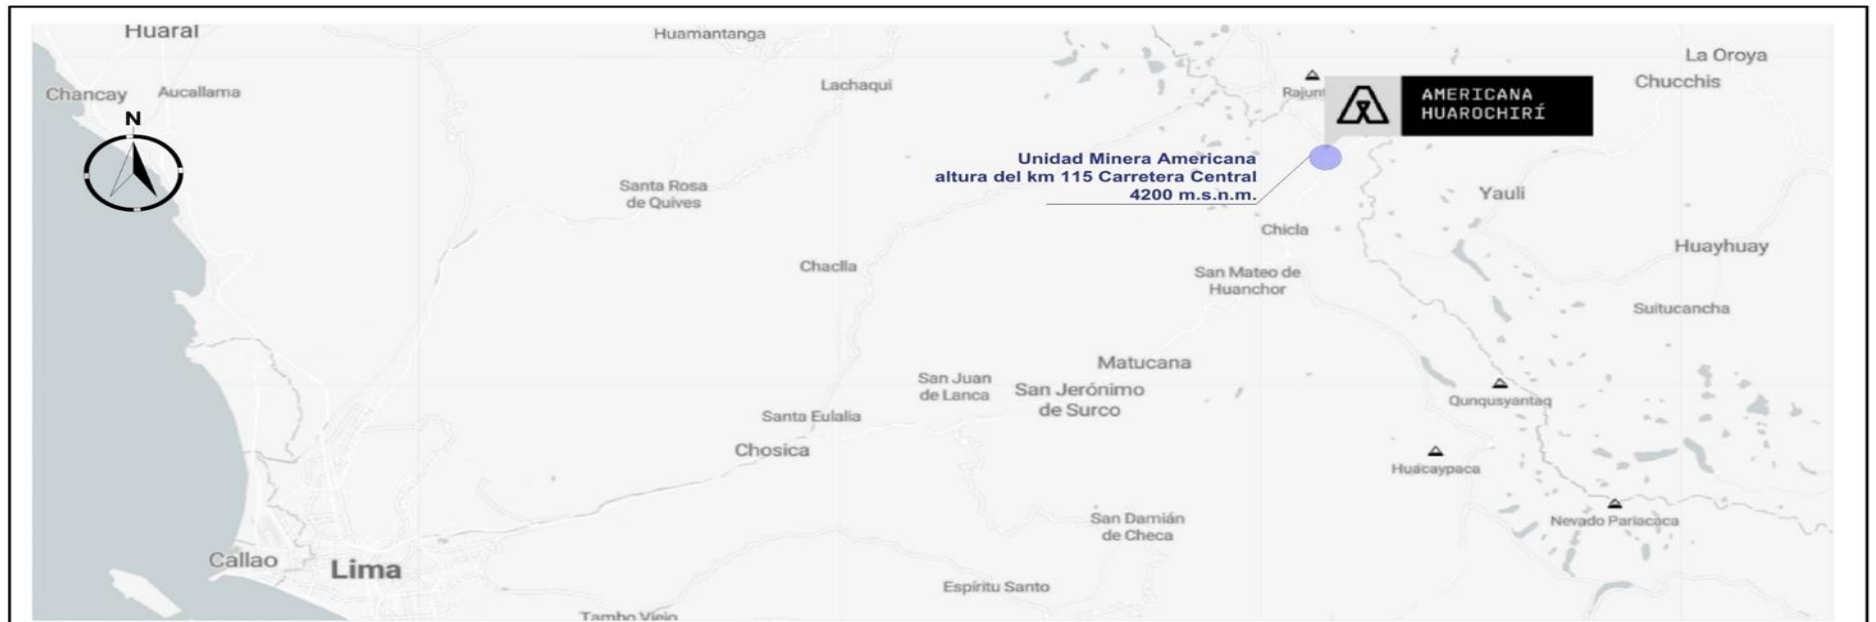 Huaral
Huamantanga
La Oroya
Chancay
Aucallama
Lachaqui
Chucchis
N
AMERICANA
HUAROCHIRÍ
Unidad Minera Americana
altura del km 115 Carretera Central
4200 m.s.n.m.
Santa Rosa
de Quives
Yauli
Chicla
Huayhuay
Chaclla
San Mateo de
Huanchor
Suitucancha
Matucana
San Juan
de Lanca
San Jerónimo
de Surco
Qunqusyantaq
Santa Eulalia
Chosica
Huaicaypaca
San Damián
de Checa
Nevado Pariacaca
Callao
Lima
Espíritu Santo
Tambo Viejo